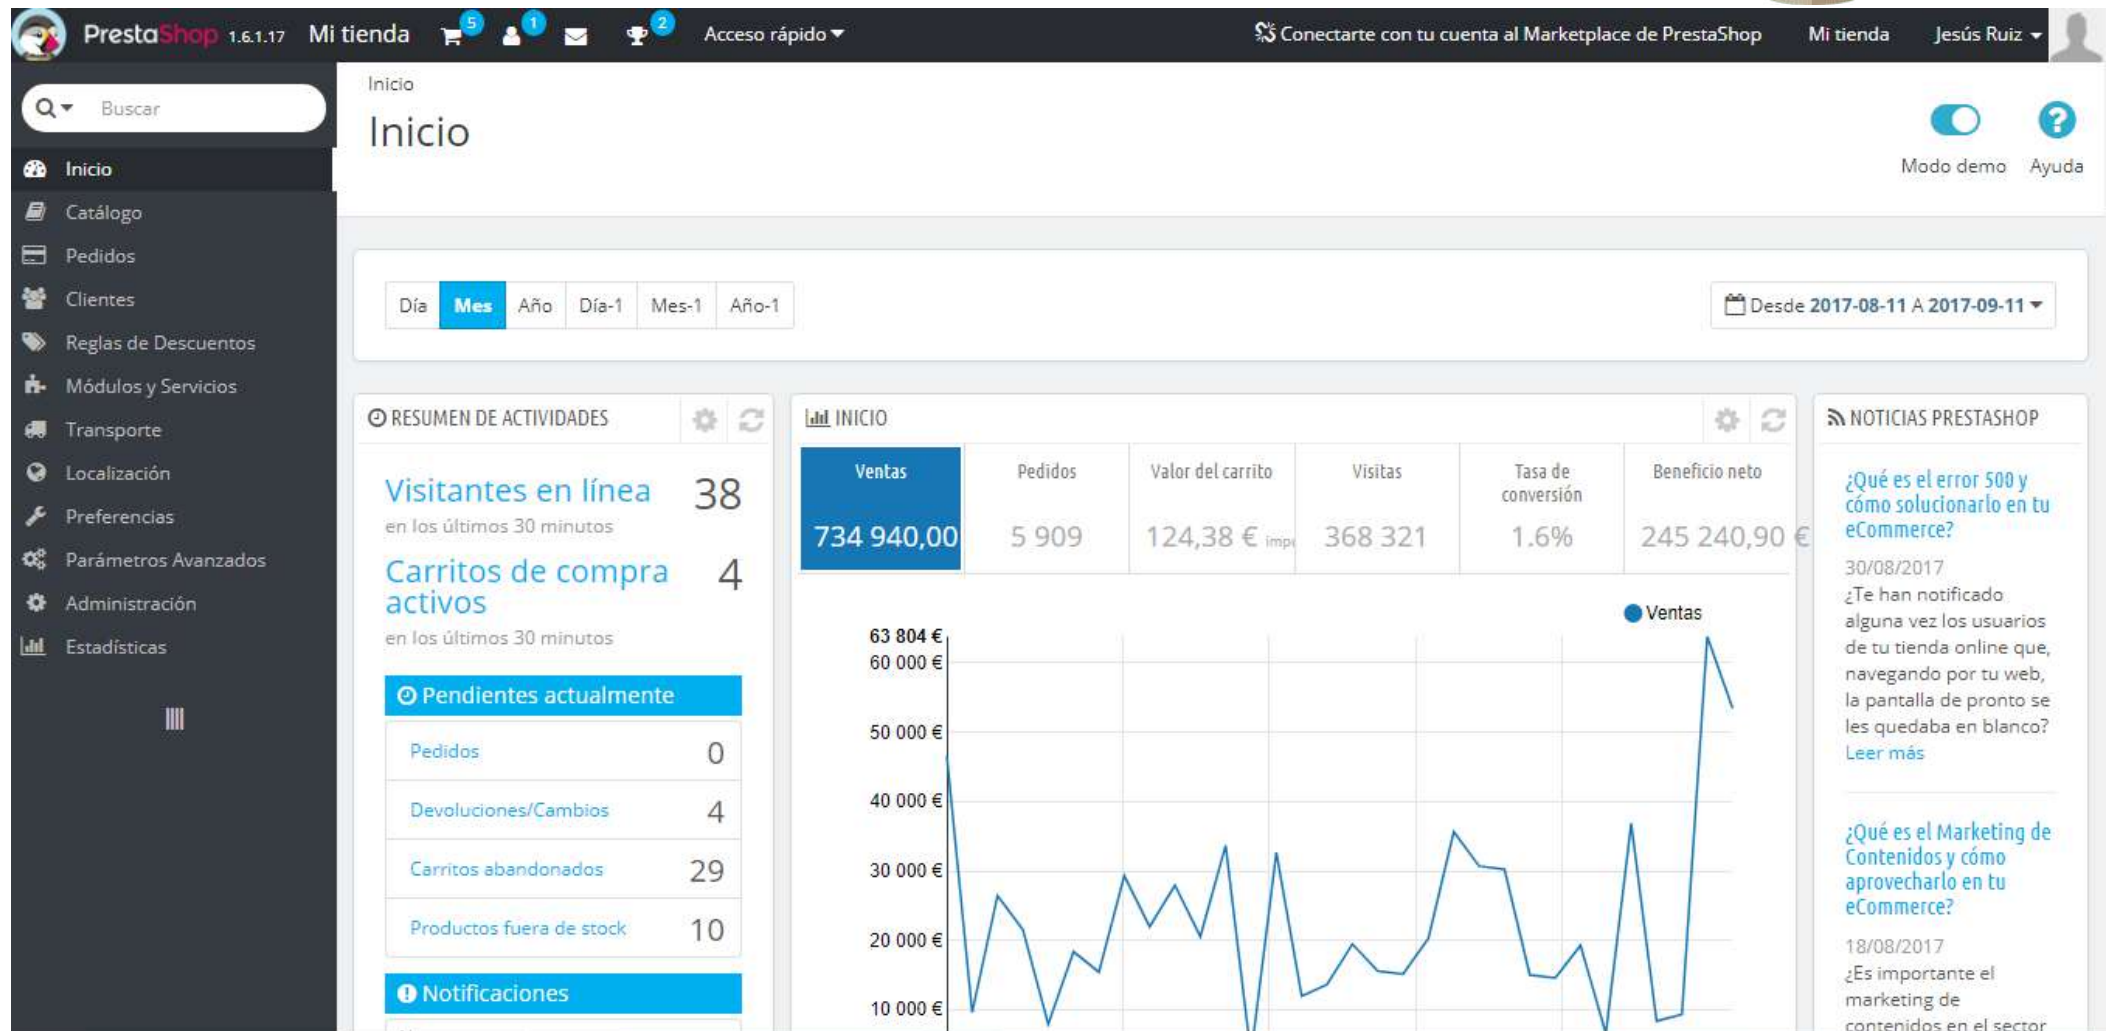 PrestaShop 1.6.1.17 Mi tienda 5 1 2 Acceso rápido Conectarte con tu cuenta al Marketplace de PrestaShop Mi tienda Jesús Ruiz
Buscar
Inicio
Catálogo
Pedidos
Clientes
Reglas de Descuentos
Módulos y Servicios
Transporte
Localización
Preferencias
Parámetros Avanzados
Administración
Estadísticas
Inicio
Inicio
Modo demo Ayuda
Día Mes Año Día-1 Mes-1 Año-1
Desde 2017-08-11 A 2017-09-11
RESUMEN DE ACTIVIDADES
Visitantes en línea 38
en los últimos 30 minutos
Carritos de compra 4
activos
en los últimos 30 minutos
Pendientes actualmente
Pedidos 0
Devoluciones/Cambios 4
Carritos abandonados 29
Productos fuera de stock 10
Notificaciones
INICIO
Ventas
734 940,00
Pedidos
5 909
Valor del carrito
124,38 €
Visitas
368 321
Tasa de
conversión
1.6%
Beneficio neto
245 240,90 €
Ventas
63 804 €
60 000 €
50 000 €
40 000 €
30 000 €
20 000 €
10 000 €
NOTICIAS PRESTASHOP
¿Qué es el error 500 y
cómo solucionarlo en tu
eCommerce?
30/08/2017
¿Te han notificado
alguna vez los usuarios
de tu tienda online que,
navegando por tu web,
la pantalla de pronto se
les quedaba en blanco?
Leer más
¿Qué es el Marketing de
Contenidos y cómo
aprovecharlo en tu
eCommerce?
18/08/2017
¿Es importante el
marketing de
contenidos en el sector